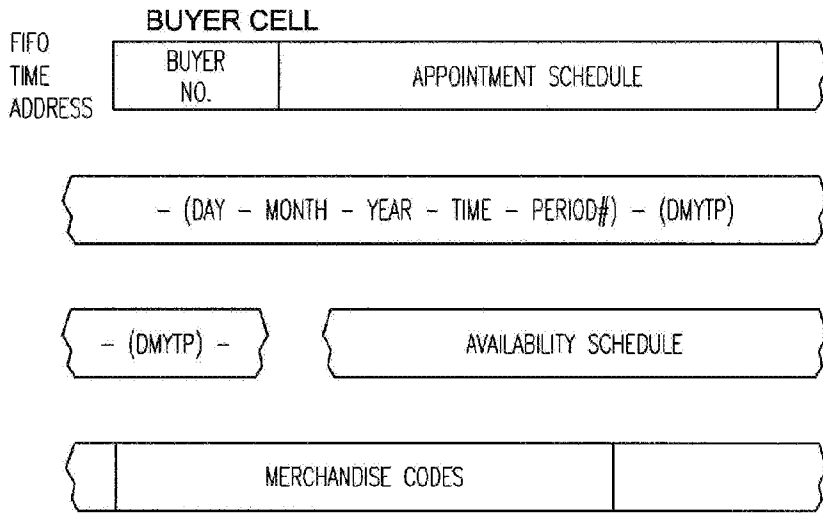 BUYER CELL
FIFO
TIME
ADDRESS
BUYER
NO.
APPOINTMENT SCHEDULE
– (DAY – MONTH – YEAR – TIME – PERIOD#) – (DMYTP)
– (DMYTP) –
AVAILABILITY SCHEDULE
MERCHANDISE CODES